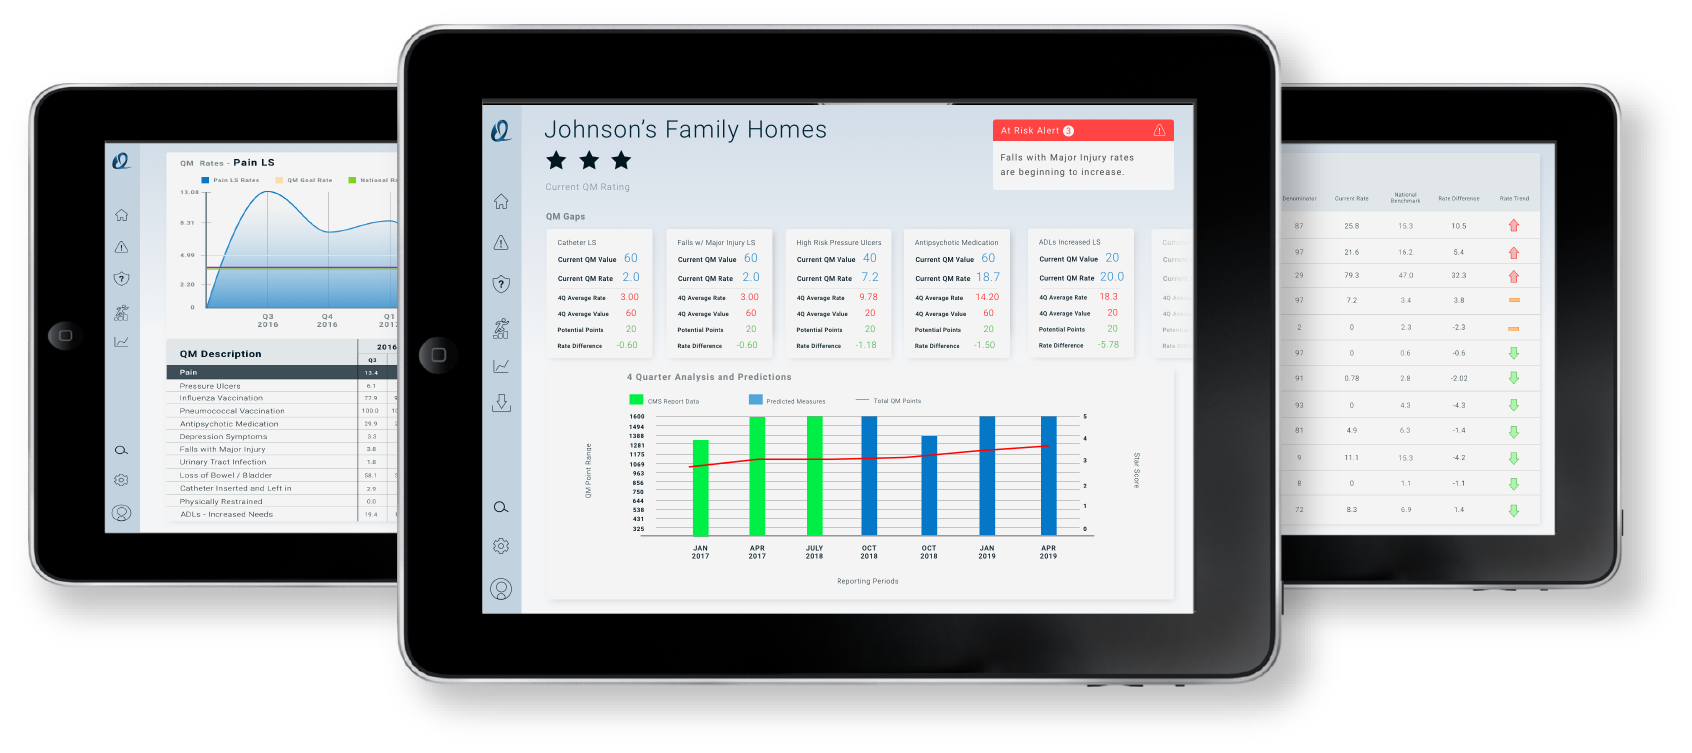 QM Rates - Pain LS
Pain LS Rates QM Goal Rate National
13.08
8.31
4.99
2.20
0
Q3 Q4 Q1
2016 2016 2017
QM Description 2016
Q3
Pain 13.4
Pressure Ulcers 6.1
Influenza Vaccination 77.9
Pneumococcal Vaccination 100.0
Antipsychotic Medication 29.9
Depression Symptoms 3.3
Falls with Major Injury 3.8
Urinary Tract Infection 1.8
Loss of Bowel / Bladder 58.1
Catheter Inserted and Left in 2.9
Physically Restrained 0.0
ADLs - Increased Needs 19.4
Johnson's Family Homes
Current QM Rating
At Risk Alert 3
Falls with Major Injury rates
are beginning to increase.
QM Gaps
Catheter LS
Current QM Value 60
Current QM Rate 2.0
4Q Average Rate 3.00
4Q Average Value 60
Potential Points 20
Rate Difference -0.60
Falls w/ Major Injury LS
Current QM Value 60
Current QM Rate 2.0
4Q Average Rate 3.00
4Q Average Value 60
Potential Points 20
Rate Difference -0.60
High Risk Pressure Ulcers
Current QM Value 40
Current QM Rate 7.2
4Q Average Rate 9.78
4Q Average Value 20
Potential Points 20
Rate Difference -1.18
Antipsychotic Medication
Current QM Value 60
Current QM Rate 18.7
4Q Average Rate 14.20
4Q Average Value 60
Potential Points 20
Rate Difference -1.50
ADLs Increased LS
Current QM Value 20
Current QM Rate 20.0
4Q Average Rate 18.3
4Q Average Value 20
Potential Points 20
Rate Difference -5.78
4 Quarter Analysis and Predictions
CMS Report Data Predicted Measures Total QM Points
QM Point Range
1600
1494
1388
1281
1175
1069
963
856
750
644
538
431
325
5
4
3
2
1
0
Star Score
JAN APR JULY OCT OCT JAN APR
2017 2017 2018 2018 2018 2019 2019
Reporting Periods
Denominator Current Rate National Benchmark Rate Difference Rate Trend
87 25.8 15.3 10.5
97 21.6 16.2 5.4
29 79.3 47.0 32.3
97 7.2 3.4 3.8
2 0 2.3 -2.3
97 0 0.6 -0.6
91 0.78 2.8 -2.02
93 0 4.3 -4.3
81 4.9 6.3 -1.4
9 11.1 15.3 -4.2
8 0 1.1 -1.1
72 8.3 6.9 1.4